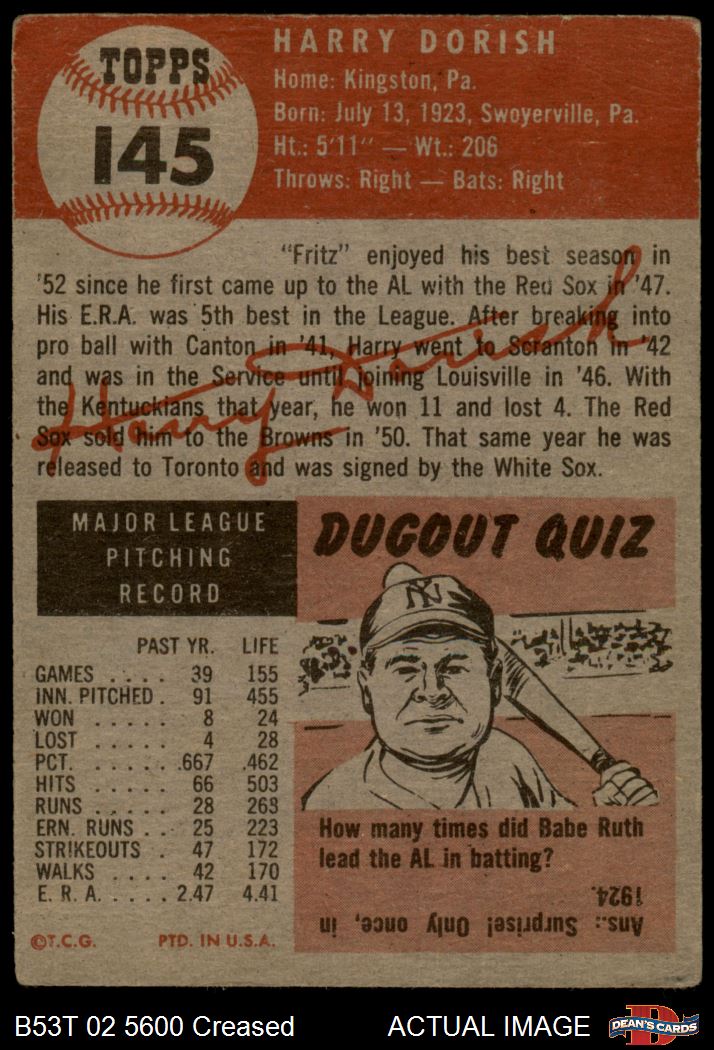 TOPPS
145
HARRY DORISH
Home: Kingston, Pa.
Born: July 13, 1923, Swoyerville, Pa.
Ht.: 5'11" — Wt.: 206
Throws: Right — Bats: Right
"Fritz" enjoyed his best season in
'52 since he first came up to the AL with the Red Sox in '47.
His E.R.A. was 5th best in the League. After breaking into
pro ball with Canton in '41, Harry went to Scranton in '42
and was in the Service until joining Louisville in '46. With
the Kentuckians that year, he won 11 and lost 4. The Red
Sox sold him to the Browns in '50. That same year he was
released to Toronto and was signed by the White Sox.
Harry Dorish
MAJOR LEAGUE
PITCHING
RECORD
PAST YR. LIFE
GAMES . . . . 39 155
INN. PITCHED . 91 455
WON . . . . . 8 24
LOST . . . . . 4 28
PCT. . . . . . .667 .462
HITS . . . . . 66 503
RUNS . . . . . 28 263
ERN. RUNS . . 25 223
STRIKEOUTS . 47 172
WALKS . . . . 42 170
E. R. A. . . . . . 2.47 4.41
©T.C.G. PTD. IN U.S.A.
DUGOUT QUIZ
NY
How many times did Babe Ruth
lead the AL in batting?
Ans.: Surprise! Only once, in
1924.
B53T 02 5600 Creased ACTUAL IMAGE
D
DEAN'S CARDS